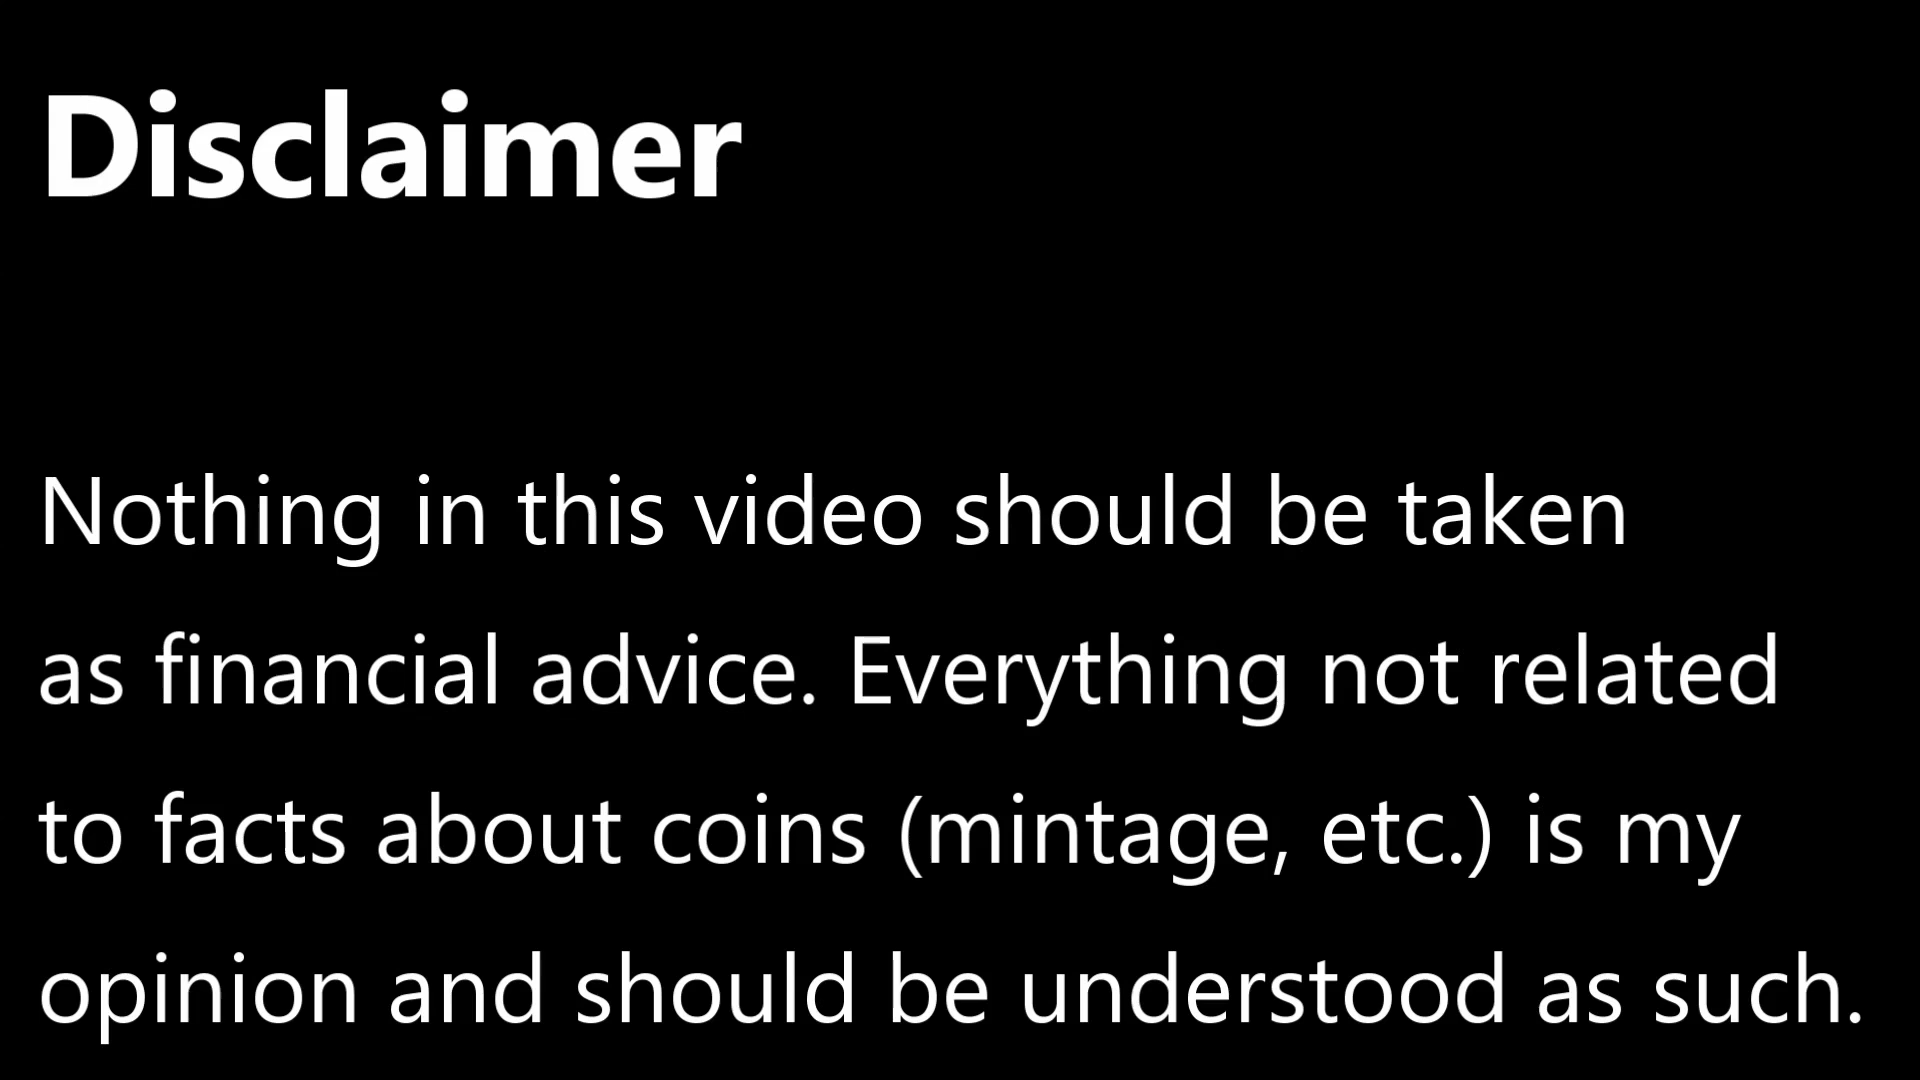 Disclaimer
Nothing in this video should be taken
as financial advice. Everything not related
to facts about coins (mintage, etc.) is my
opinion and should be understood as such.